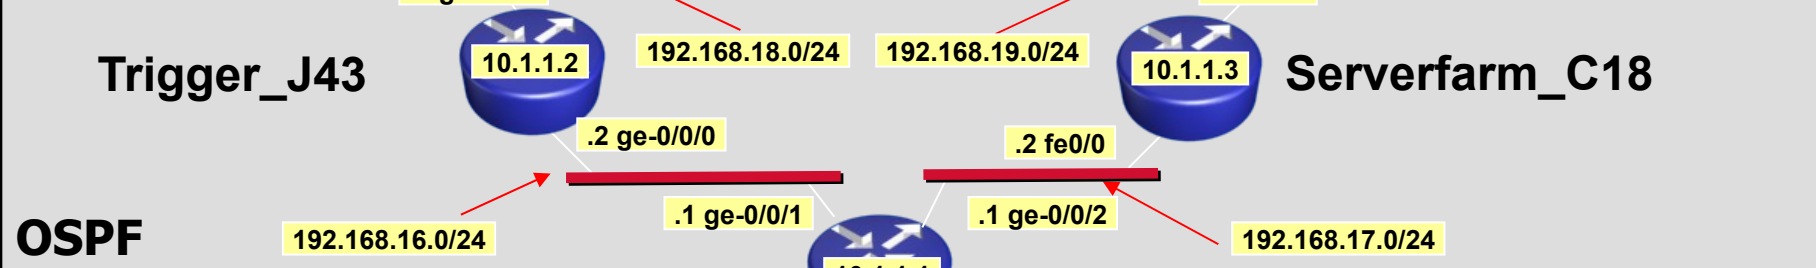 10.1.1.2
192.168.18.0/24
192.168.19.0/24
10.1.1.3
Trigger_J43
Serverfarm_C18
.2 ge-0/0/0
.2 fe0/0
.1 ge-0/0/1
.1 ge-0/0/2
OSPF
192.168.16.0/24
192.168.17.0/24